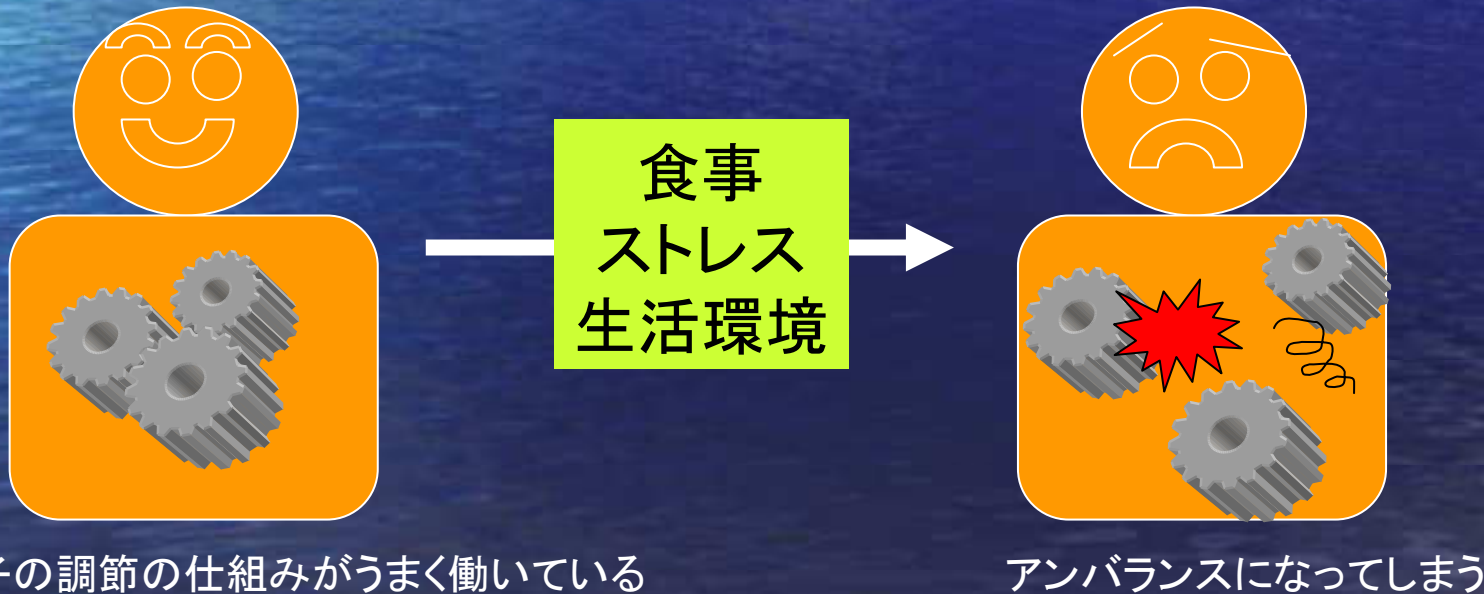 食事
ストレス
生活環境
の調節の仕組みがうまく働いている
アンバランスになってしまう